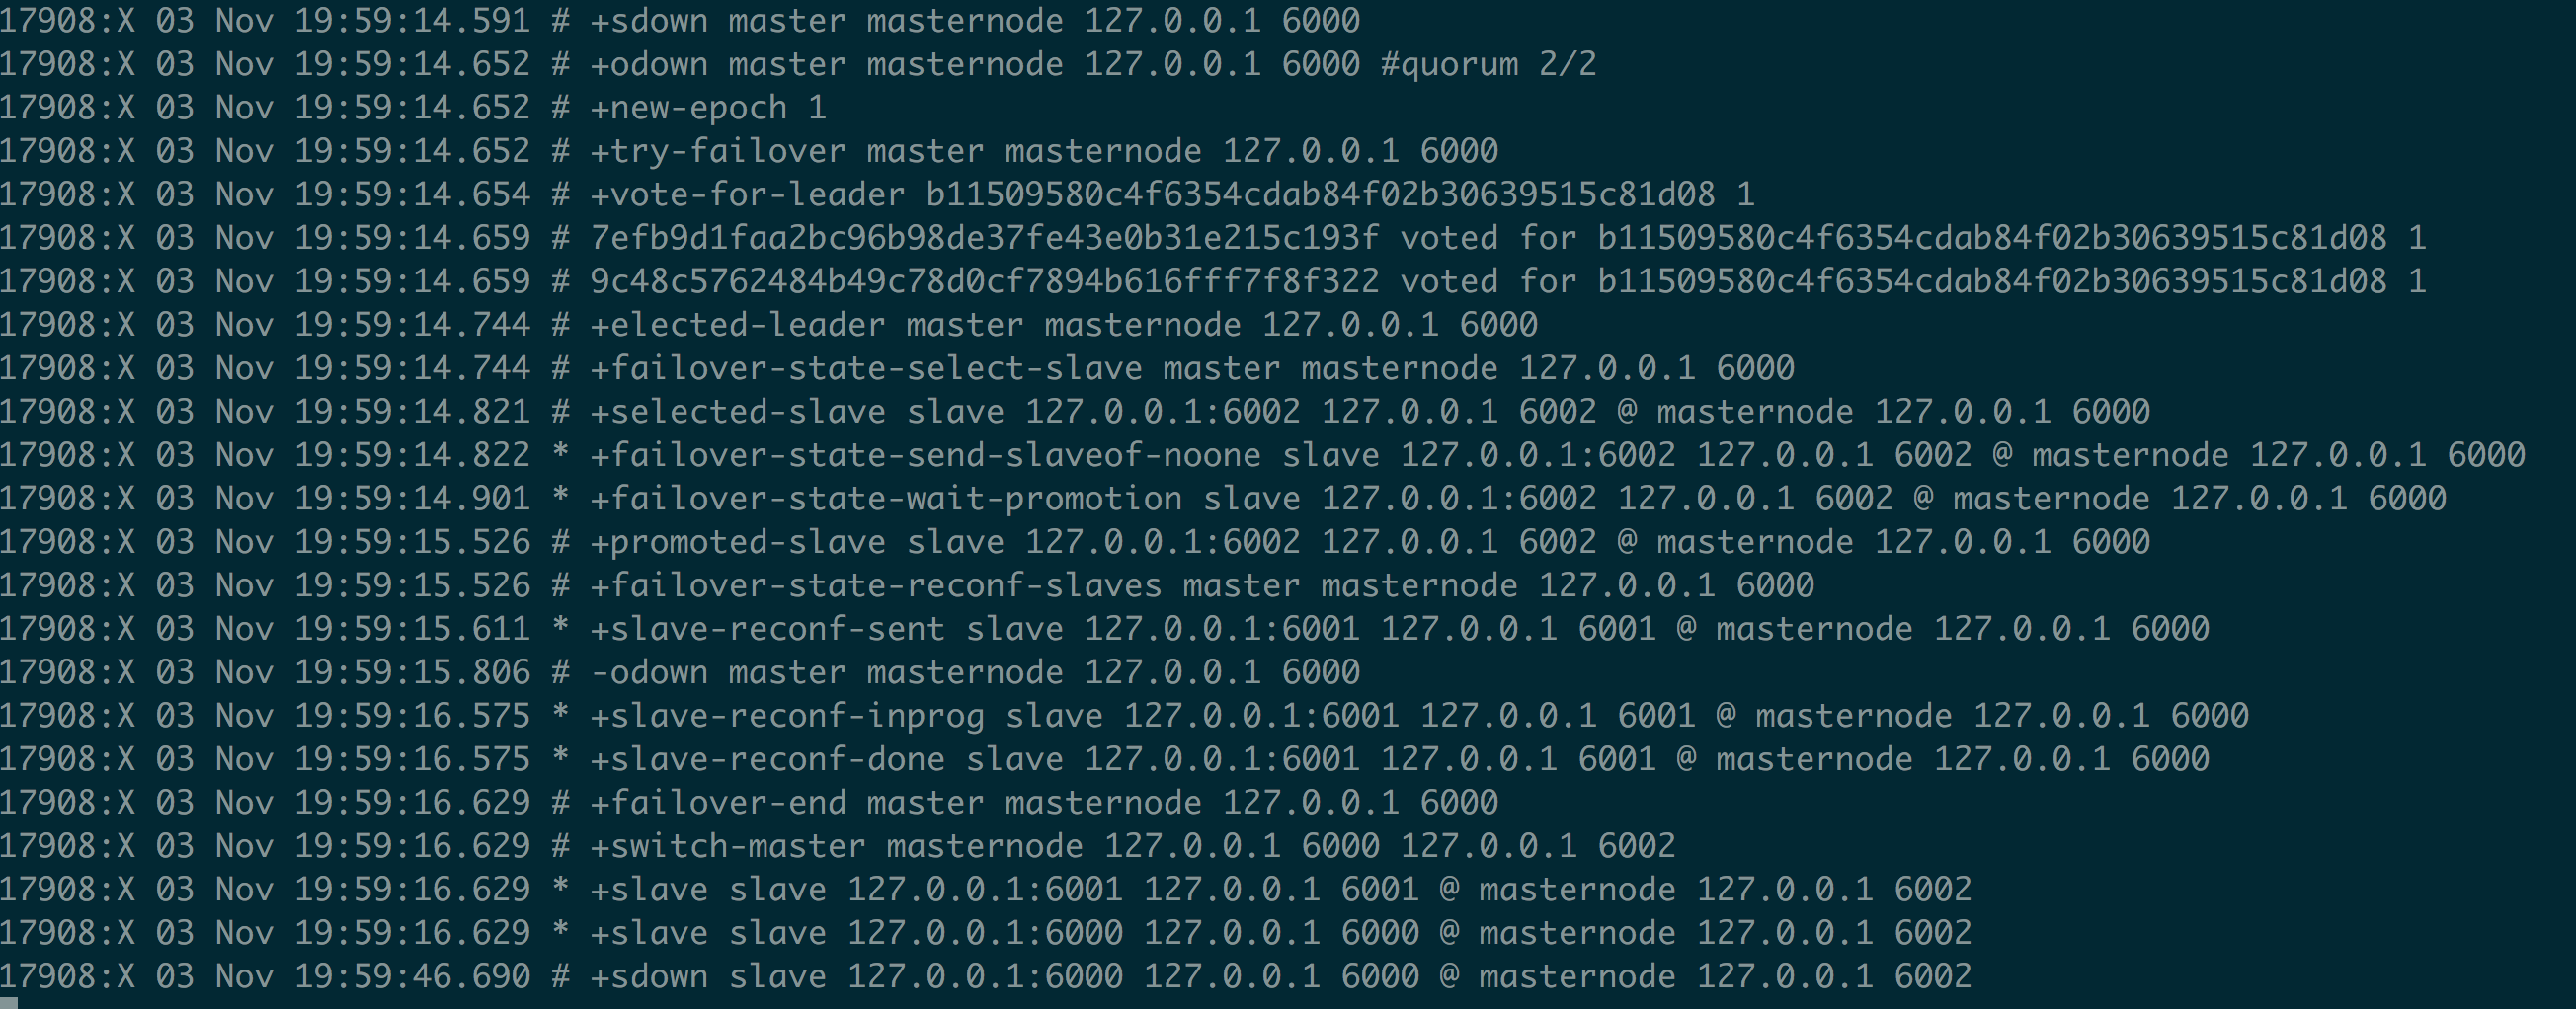 17908:X 03 Nov 19:59:14.591 # +sdown master masternode 127.0.0.1 6000
17908:X 03 Nov 19:59:14.652 # +odown master masternode 127.0.0.1 6000 #quorum 2/2
17908:X 03 Nov 19:59:14.652 # +new-epoch 1
17908:X 03 Nov 19:59:14.652 # +try-failover master masternode 127.0.0.1 6000
17908:X 03 Nov 19:59:14.654 # +vote-for-leader b11509580c4f6354cdab84f02b30639515c81d08 1
17908:X 03 Nov 19:59:14.659 # 7efb9d1faa2bc96b98de37fe43e0b31e215c193f voted for b11509580c4f6354cdab84f02b30639515c81d08 1
17908:X 03 Nov 19:59:14.659 # 9c48c5762484b49c78d0cf7894b616fff7f8f322 voted for b11509580c4f6354cdab84f02b30639515c81d08 1
17908:X 03 Nov 19:59:14.744 # +elected-leader master masternode 127.0.0.1 6000
17908:X 03 Nov 19:59:14.744 # +failover-state-select-slave master masternode 127.0.0.1 6000
17908:X 03 Nov 19:59:14.821 # +selected-slave slave 127.0.0.1:6002 127.0.0.1 6002 @ masternode 127.0.0.1 6000
17908:X 03 Nov 19:59:14.822 * +failover-state-send-slaveof-noone slave 127.0.0.1:6002 127.0.0.1 6002 @ masternode 127.0.0.1 6000
17908:X 03 Nov 19:59:14.901 * +failover-state-wait-promotion slave 127.0.0.1:6002 127.0.0.1 6002 @ masternode 127.0.0.1 6000
17908:X 03 Nov 19:59:15.526 # +promoted-slave slave 127.0.0.1:6002 127.0.0.1 6002 @ masternode 127.0.0.1 6000
17908:X 03 Nov 19:59:15.526 # +failover-state-reconf-slaves master masternode 127.0.0.1 6000
17908:X 03 Nov 19:59:15.611 * +slave-reconf-sent slave 127.0.0.1:6001 127.0.0.1 6001 @ masternode 127.0.0.1 6000
17908:X 03 Nov 19:59:15.806 # -odown master masternode 127.0.0.1 6000
17908:X 03 Nov 19:59:16.575 * +slave-reconf-inprog slave 127.0.0.1:6001 127.0.0.1 6001 @ masternode 127.0.0.1 6000
17908:X 03 Nov 19:59:16.575 * +slave-reconf-done slave 127.0.0.1:6001 127.0.0.1 6001 @ masternode 127.0.0.1 6000
17908:X 03 Nov 19:59:16.629 # +failover-end master masternode 127.0.0.1 6000
17908:X 03 Nov 19:59:16.629 # +switch-master masternode 127.0.0.1 6000 127.0.0.1 6002
17908:X 03 Nov 19:59:16.629 * +slave slave 127.0.0.1:6001 127.0.0.1 6001 @ masternode 127.0.0.1 6002
17908:X 03 Nov 19:59:16.629 * +slave slave 127.0.0.1:6000 127.0.0.1 6000 @ masternode 127.0.0.1 6002
17908:X 03 Nov 19:59:46.690 # +sdown slave 127.0.0.1:6000 127.0.0.1 6000 @ masternode 127.0.0.1 6002